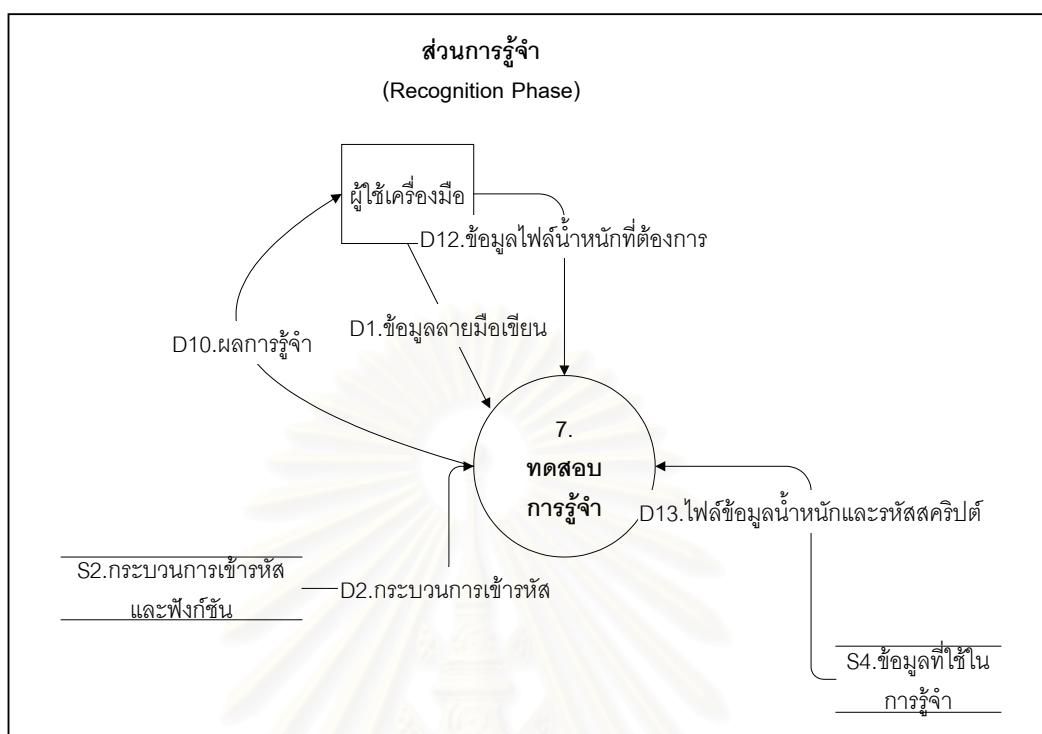 ส่วนการรู้จำ
(Recognition Phase)
ผู้ใช้เครื่องมือ
D12.ข้อมูลไฟล์น้ำหนักที่ต้องการ
D1.ข้อมูลลายมือเขียน
D10.ผลการรู้จำ
7.
ทดสอบ
การรู้จำ
D13.ไฟล์ข้อมูลน้ำหนักและรหัสสคริปต์
S2.กระบวนการเข้ารหัส
และฟังก์ชัน
D2.กระบวนการเข้ารหัส
S4.ข้อมูลที่ใช้ใน
การรู้จำ